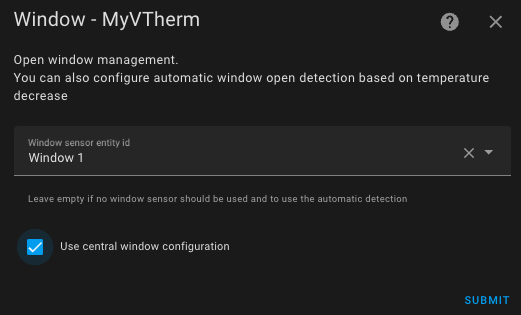 Window - MyVTherm
Open window management.
You can also configure automatic window open detection based on temperature
decrease
Window sensor entity id
Window 1
Leave empty if no window sensor should be used and to use the automatic detection
Use central window configuration
SUBMIT